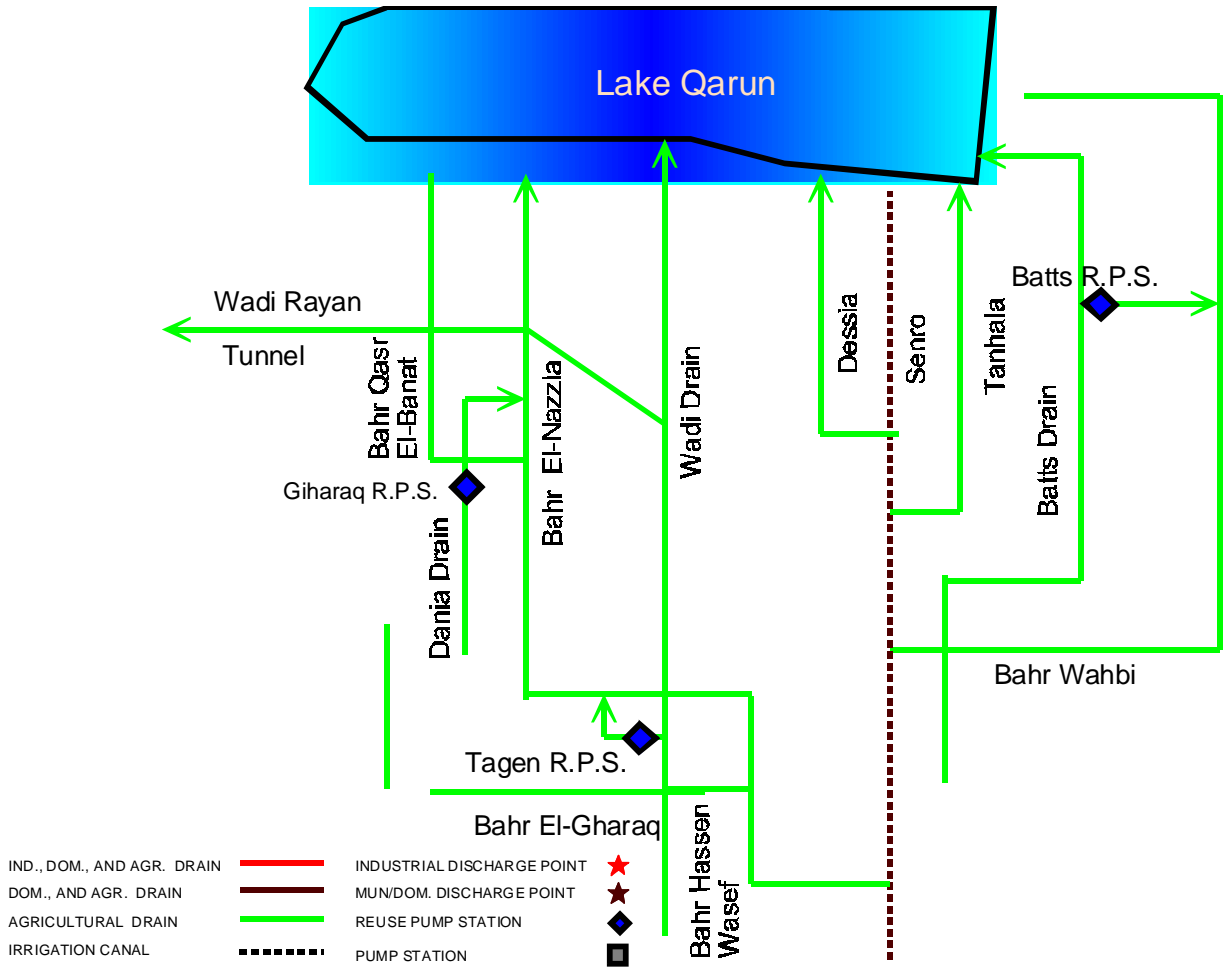 Lake Qarun
Batts R.P.S.
Wadi Rayan
Tunnel
Bahr Qasr
El-Banat
Bahr El-Nazzla
Wadi Drain
Dessia
Senro
Tanhala
Batts Drain
Giharaq R.P.S.
Dania Drain
Bahr Wahbi
Tagen R.P.S.
Bahr El-Gharaq
Bahr Hassen
Wasef
IND., DOM., AND AGR. DRAIN
DOM., AND AGR. DRAIN
AGRICULTURAL DRAIN
IRRIGATION CANAL
INDUSTRIAL DISCHARGE POINT
MUN/DOM. DISCHARGE POINT
REUSE PUMP STATION
PUMP STATION